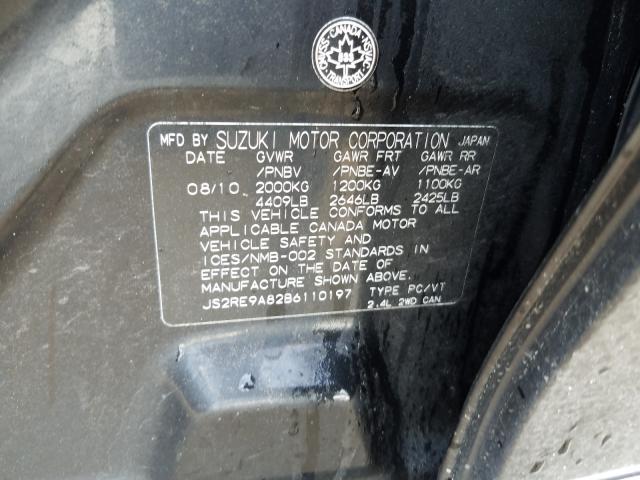 CANADA
NSVAC
TRANSPORT
MFD BY SUZUKI MOTOR CORPORATION JAPAN
DATE GVWR GAWR FRT GAWR RR
/PNBV /PNBE-AV /PNBE-AR
08/10 2000KG 1200KG 1100KG
4409LB 2646LB 2425LB
THIS VEHICLE CONFORMS TO ALL
APPLICABLE CANADA MOTOR
VEHICLE SAFETY AND
ICES/NMB-002 STANDARDS IN
EFFECT ON THE DATE OF
MANUFACTURE SHOWN ABOVE.
JS2RE9A82B6110197 TYPE PC/VT
2.4L 2WD CAN